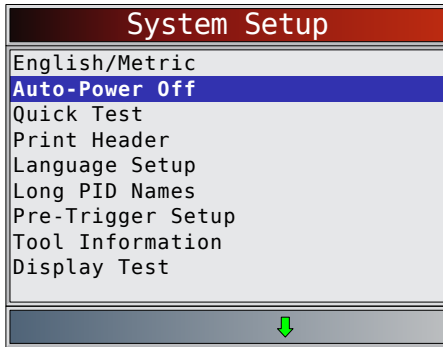 System Setup
English/Metric
Auto-Power Off
Quick Test
Print Header
Language Setup
Long PID Names
Pre-Trigger Setup
Tool Information
Display Test